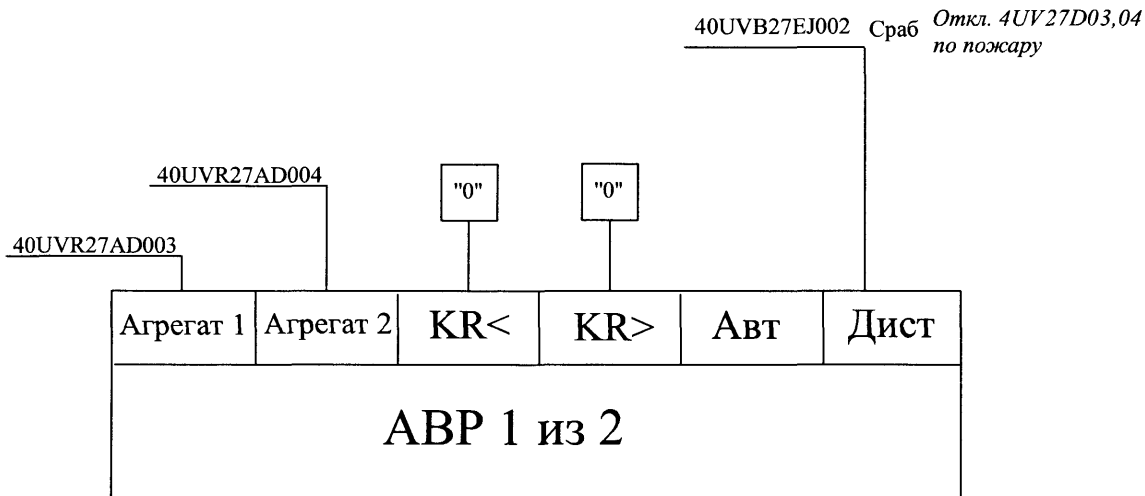 40UVB27EJ002 Сраб Откл. 4UV27D03,04
по пожару
40UVR27AD004
"0" "0"
40UVR27AD003
Агрегат 1 Агрегат 2 KR< KR> Авт Дист
АВР 1 из 2